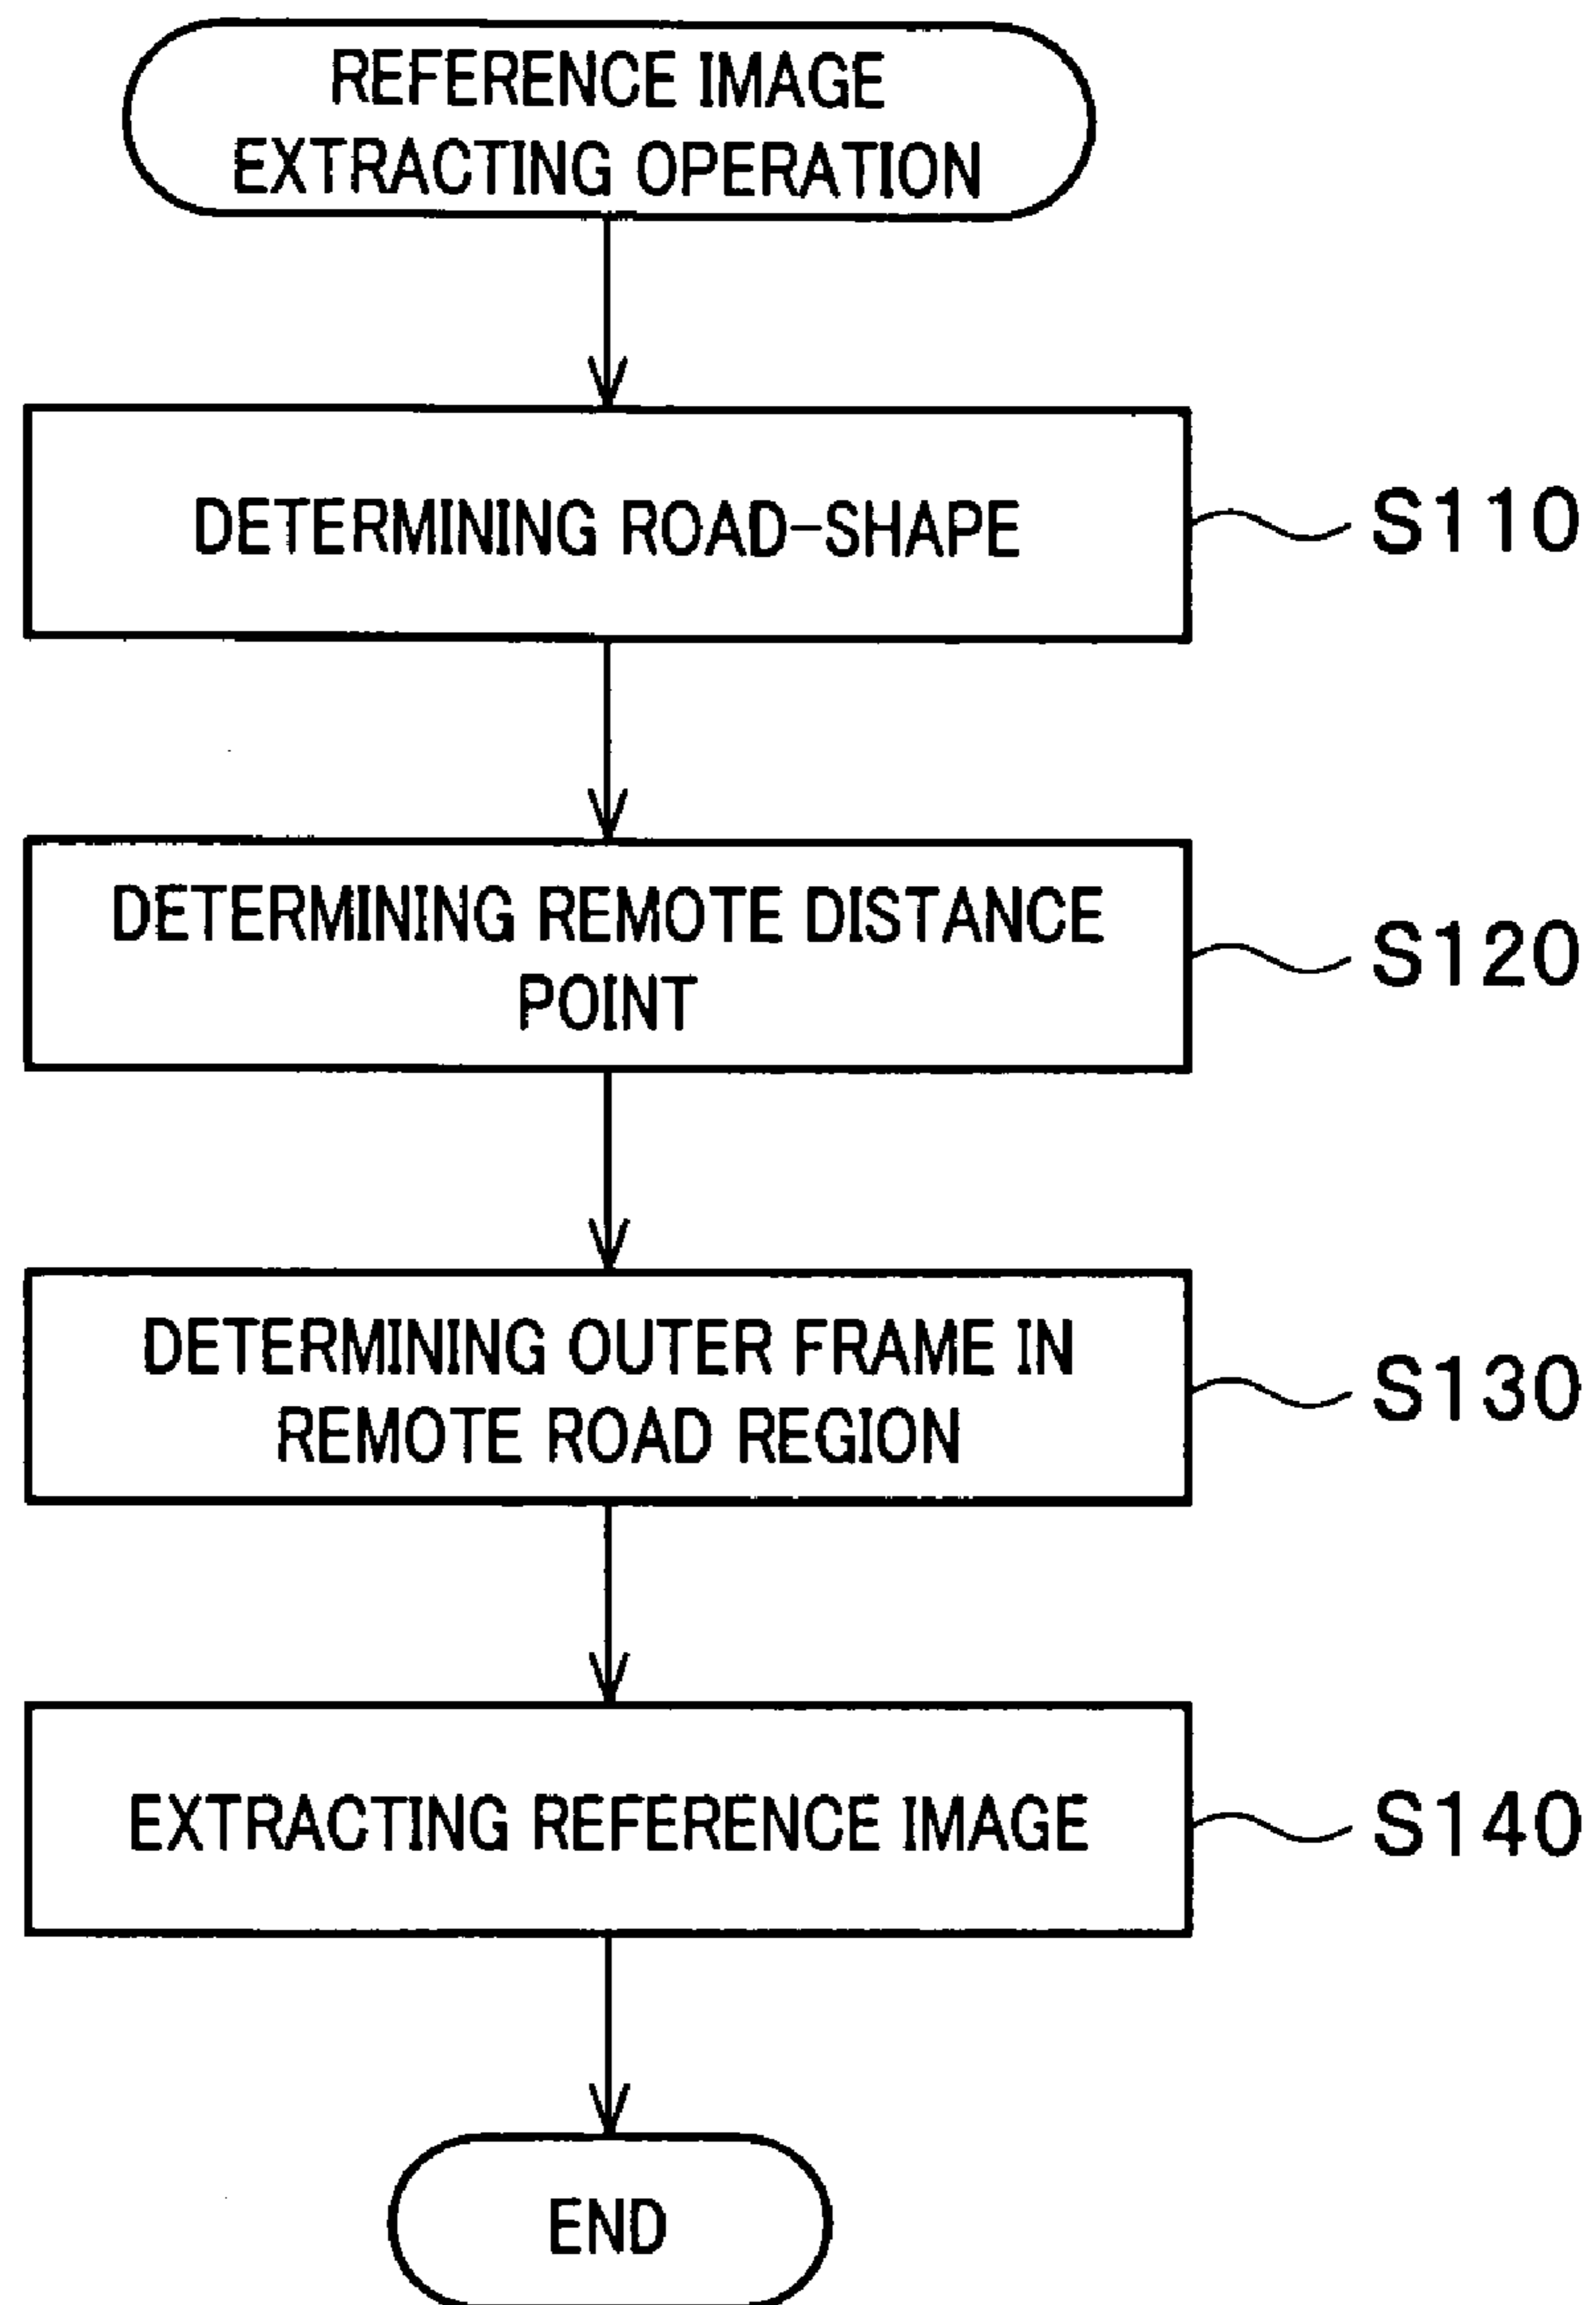 REFERENCE IMAGE
EXTRACTING OPERATION
DETERMINING ROAD-SHAPE
S110
DETERMINING REMOTE DISTANCE
POINT
S120
DETERMINING OUTER FRAME IN
REMOTE ROAD REGION
S130
EXTRACTING REFERENCE IMAGE
S140
END